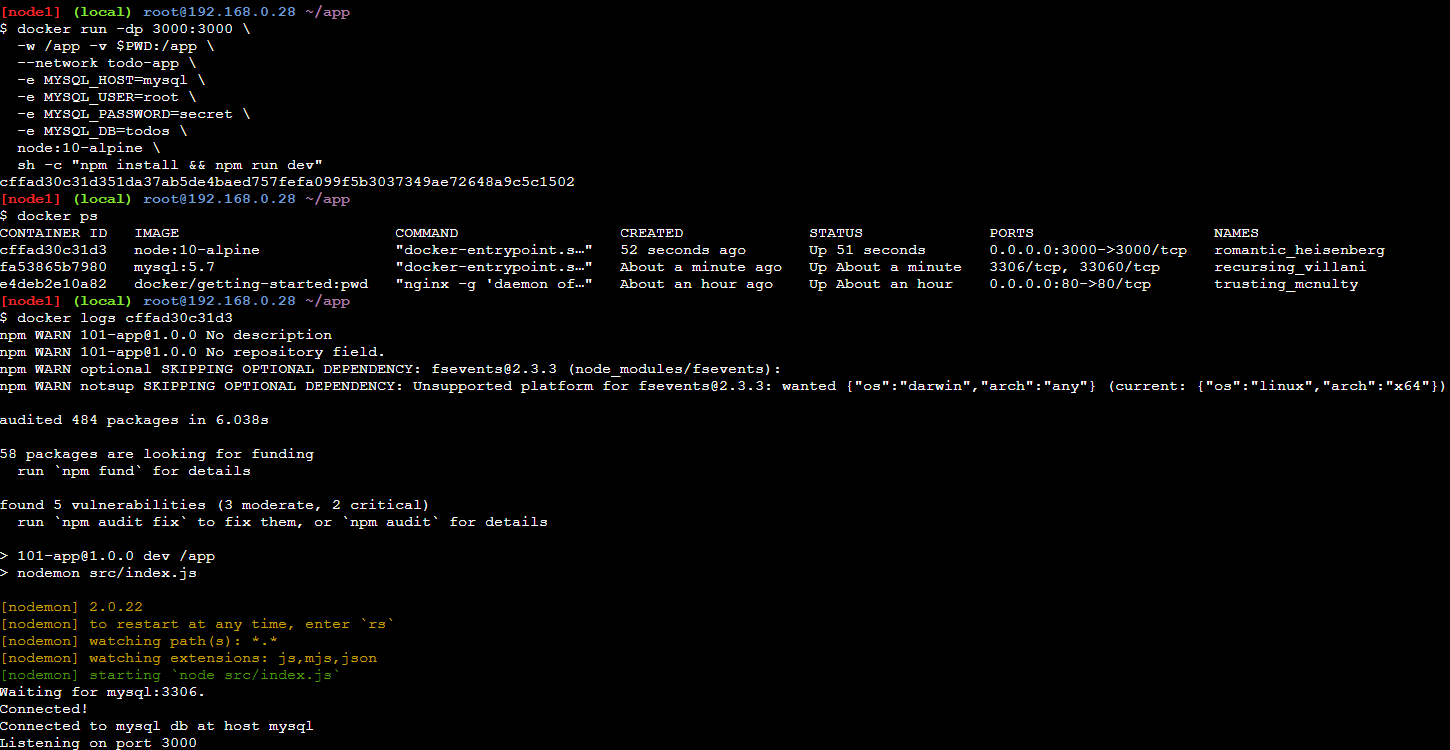 [node1] (local) root@192.168.0.28 ~/app
$ docker run -dp 3000:3000 \
  -w /app -v $PWD:/app \
  --network todo-app \
  -e MYSQL_HOST=mysql \
  -e MYSQL_USER=root \
  -e MYSQL_PASSWORD=secret \
  -e MYSQL_DB=todos \
  node:10-alpine \
  sh -c "npm install && npm run dev"
cffad30c31d351da37ab5de4baed757fefa099f5b3037349ae72648a9c5c1502
[node1] (local) root@192.168.0.28 ~/app
$ docker ps
CONTAINER ID   IMAGE                        COMMAND                  CREATED              STATUS              PORTS                    NAMES
cffad30c31d3   node:10-alpine               "docker-entrypoint.s…"   52 seconds ago       Up 51 seconds       0.0.0.0:3000->3000/tcp   romantic_heisenberg
fa53865b7980   mysql:5.7                    "docker-entrypoint.s…"   About a minute ago   Up About a minute   3306/tcp, 33060/tcp      recursing_villani
e4deb2e10a82   docker/getting-started:pwd   "nginx -g 'daemon of…"   About an hour ago    Up About an hour    0.0.0.0:80->80/tcp       trusting_mcnulty
[node1] (local) root@192.168.0.28 ~/app
$ docker logs cffad30c31d3
npm WARN 101-app@1.0.0 No description
npm WARN 101-app@1.0.0 No repository field.
npm WARN optional SKIPPING OPTIONAL DEPENDENCY: fsevents@2.3.3 (node_modules/fsevents):
npm WARN notsup SKIPPING OPTIONAL DEPENDENCY: Unsupported platform for fsevents@2.3.3: wanted {"os":"darwin","arch":"any"} (current: {"os":"linux","arch":"x64"})
audited 484 packages in 6.038s
58 packages are looking for funding
  run `npm fund` for details
found 5 vulnerabilities (3 moderate, 2 critical)
  run `npm audit fix` to fix them, or `npm audit` for details
> 101-app@1.0.0 dev /app
> nodemon src/index.js
[nodemon] 2.0.22
[nodemon] to restart at any time, enter `rs`
[nodemon] watching path(s): *.*
[nodemon] watching extensions: js,mjs,json
[nodemon] starting `node src/index.js`
Waiting for mysql:3306.
Connected!
Connected to mysql db at host mysql
Listening on port 3000